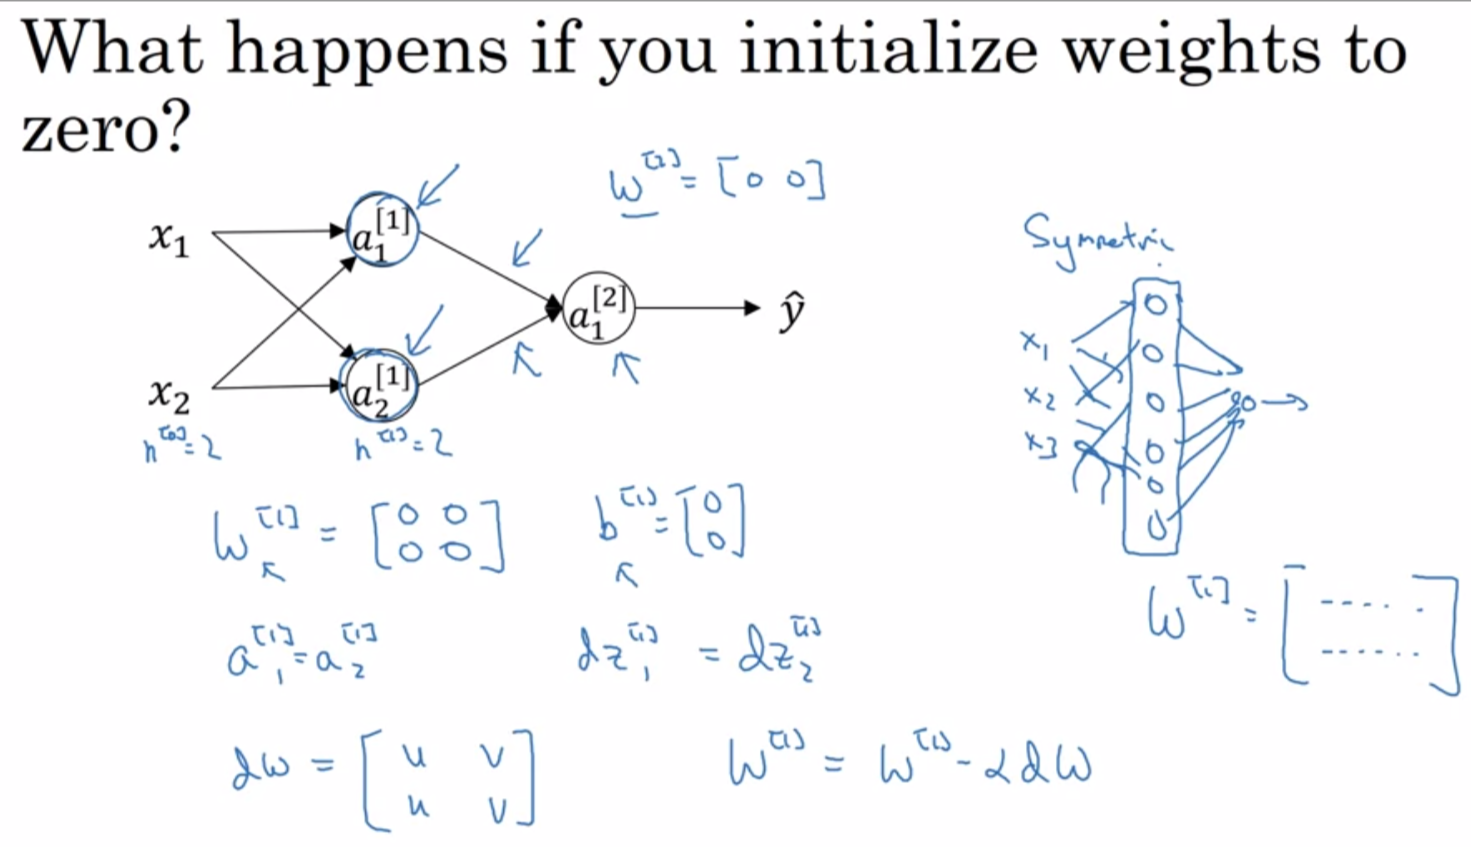 What happens if you initialize weights to
zero?
W^[2] = [0 0]
x₁
a₁^[1]
Symmetric
a₁^[2]
ŷ
x₂
a₂^[1]
n^[0] = 2
n^[1] = 2
x₁
x₂
x₃
W^[1] = [0 0
0 0]
b^[1] = [0
0]
W^[1] = [-----
------]
a₁^[1] = a₂^[1]
dz₁^[1] = dz₂^[1]
dW = [u v
u v]
W^[1] = W^[1] - αdW